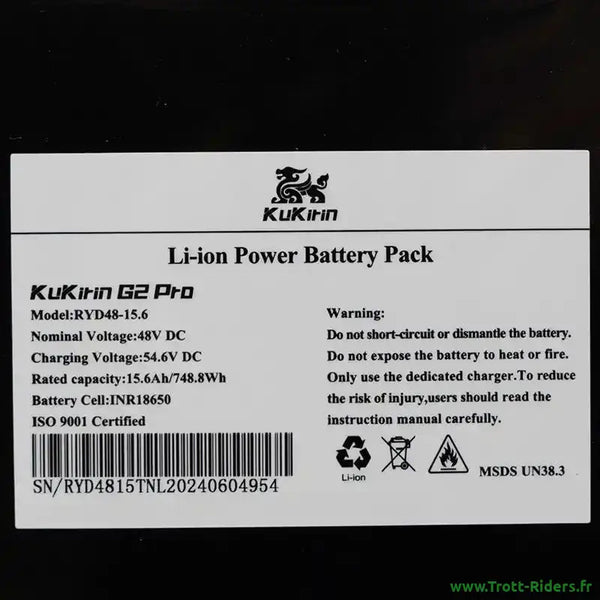 KuKirin
Li-ion Power Battery Pack
KuKirin G2 Pro
Model:RYD48-15.6
Nominal Voltage:48V DC
Charging Voltage:54.6V DC
Rated capacity:15.6Ah/748.8Wh
Battery Cell:INR18650
ISO 9001 Certified
SN/RYD4815TNL20240604954
Warning:
Do not short-circuit or dismantle the battery.
Do not expose the battery to heat or fire.
Only use the dedicated charger.To reduce
the risk of injury,users should read the
instruction manual carefully.
Li-ion
MSDS UN38.3
www.Trott-Riders.fr